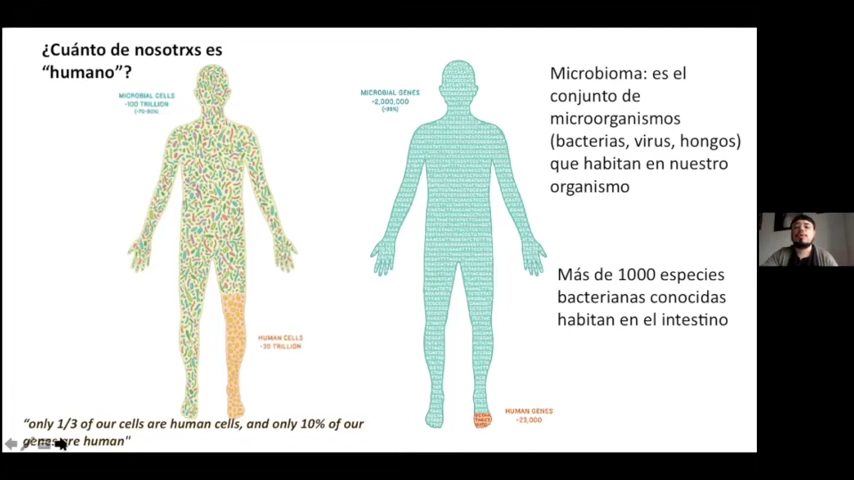 ¿Cuánto de nosotrxs es
“humano”?
MICROBIAL CELLS
~100 TRILLION
MICROBIAL GENES
~2,000,000
(~99%)
Microbioma: es el
conjunto de
microorganismos
(bacterias, virus, hongos)
que habitan en nuestro
organismo
Más de 1000 especies
bacterianas conocidas
habitan en el intestino
HUMAN CELLS
~30 TRILLION
HUMAN GENES
~23,000
“only 1/3 of our cells are human cells, and only 10% of our
genes are human"